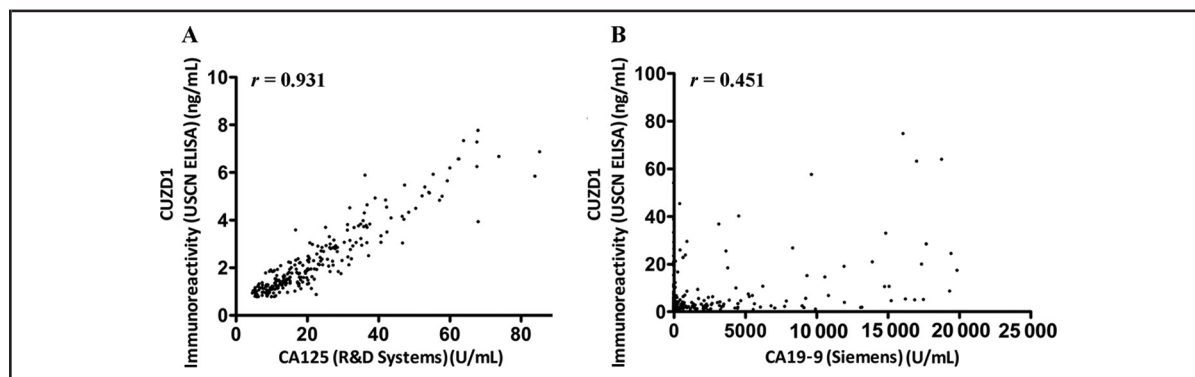 A
r = 0.931
CUZD1
Immunoreactivity (USCN ELISA) (ng/mL)
10
8
6
4
2
0
0 20 40 60 80
CA125 (R&D Systems) (U/mL)
B
r = 0.451
CUZD1
Immunoreactivity (USCN ELISA) (ng/mL)
100
80
60
40
20
0
0 5000 10 000 15 000 20 000 25 000
CA19-9 (Siemens) (U/mL)